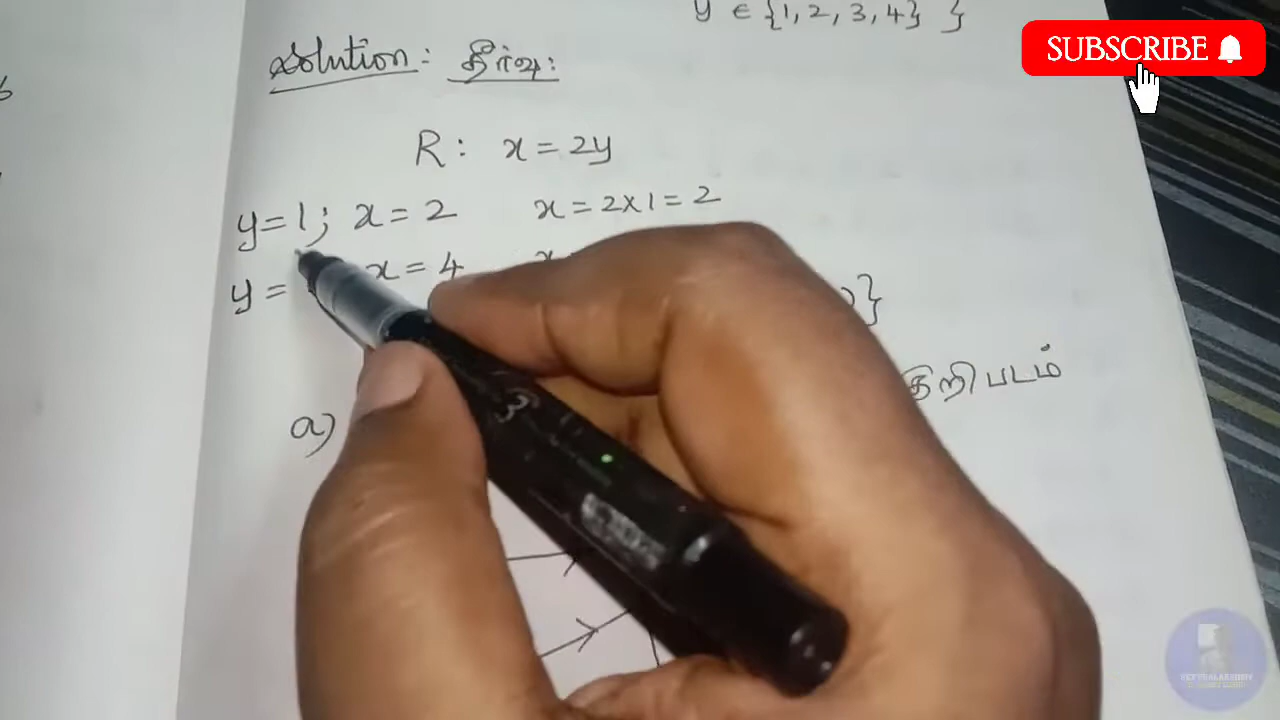 y ∈ {1, 2, 3, 4} }
SUBSCRIBE
Solution: தீர்வு:
R: x = 2y
y = 1; x = 2 x = 2 x 1 = 2
y = x = 4 x
}
குறிபடம்
a)